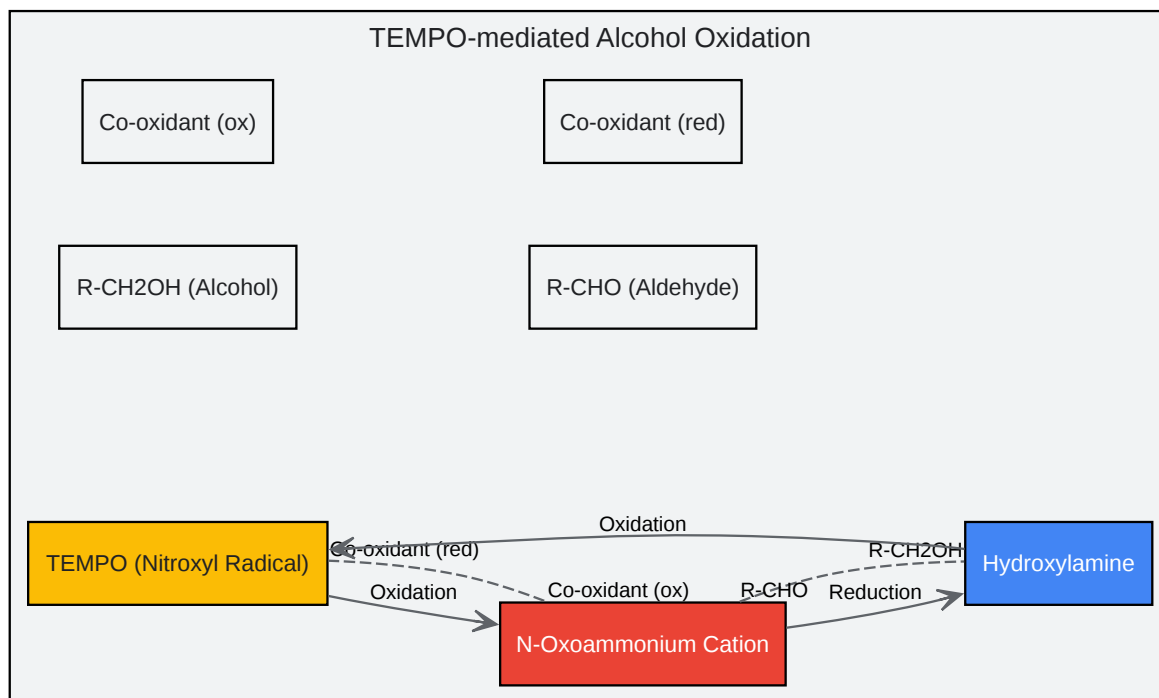 TEMPO-mediated Alcohol Oxidation
Co-oxidant (ox)
Co-oxidant (red)
R-CH2OH (Alcohol)
R-CHO (Aldehyde)
Oxidation
TEMPO (Nitroxyl Radical)
Co-oxidant (red)
R-CH2OH
Hydroxylamine
Oxidation
Co-oxidant (ox)
R-CHO
Reduction
N-Oxoammonium Cation